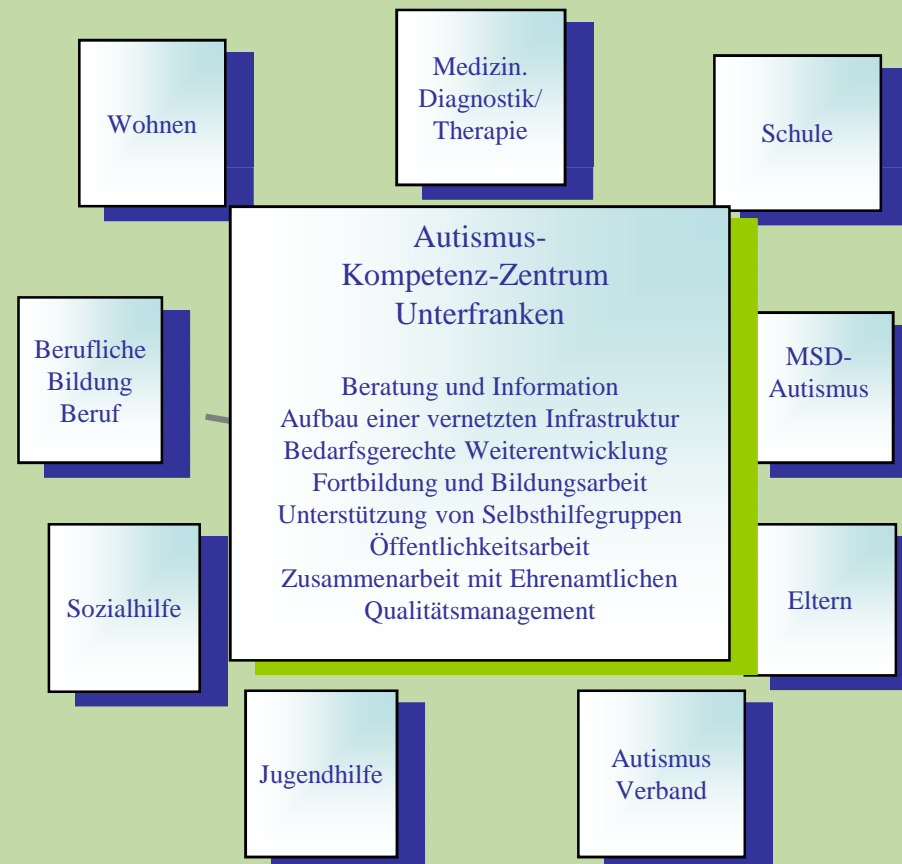 Wohnen
Medizin.
Diagnostik/
Therapie
Schule
Autismus-
Kompetenz-Zentrum
Unterfranken
Beratung und Information
Aufbau einer vernetzten Infrastruktur
Bedarfsgerechte Weiterentwicklung
Fortbildung und Bildungsarbeit
Unterstützung von Selbsthilfegruppen
Öffentlichkeitsarbeit
Zusammenarbeit mit Ehrenamtlichen
Qualitätsmanagement
Berufliche
Bildung
Beruf
MSD-
Autismus
Sozialhilfe
Eltern
Jugendhilfe
Autismus
Verband